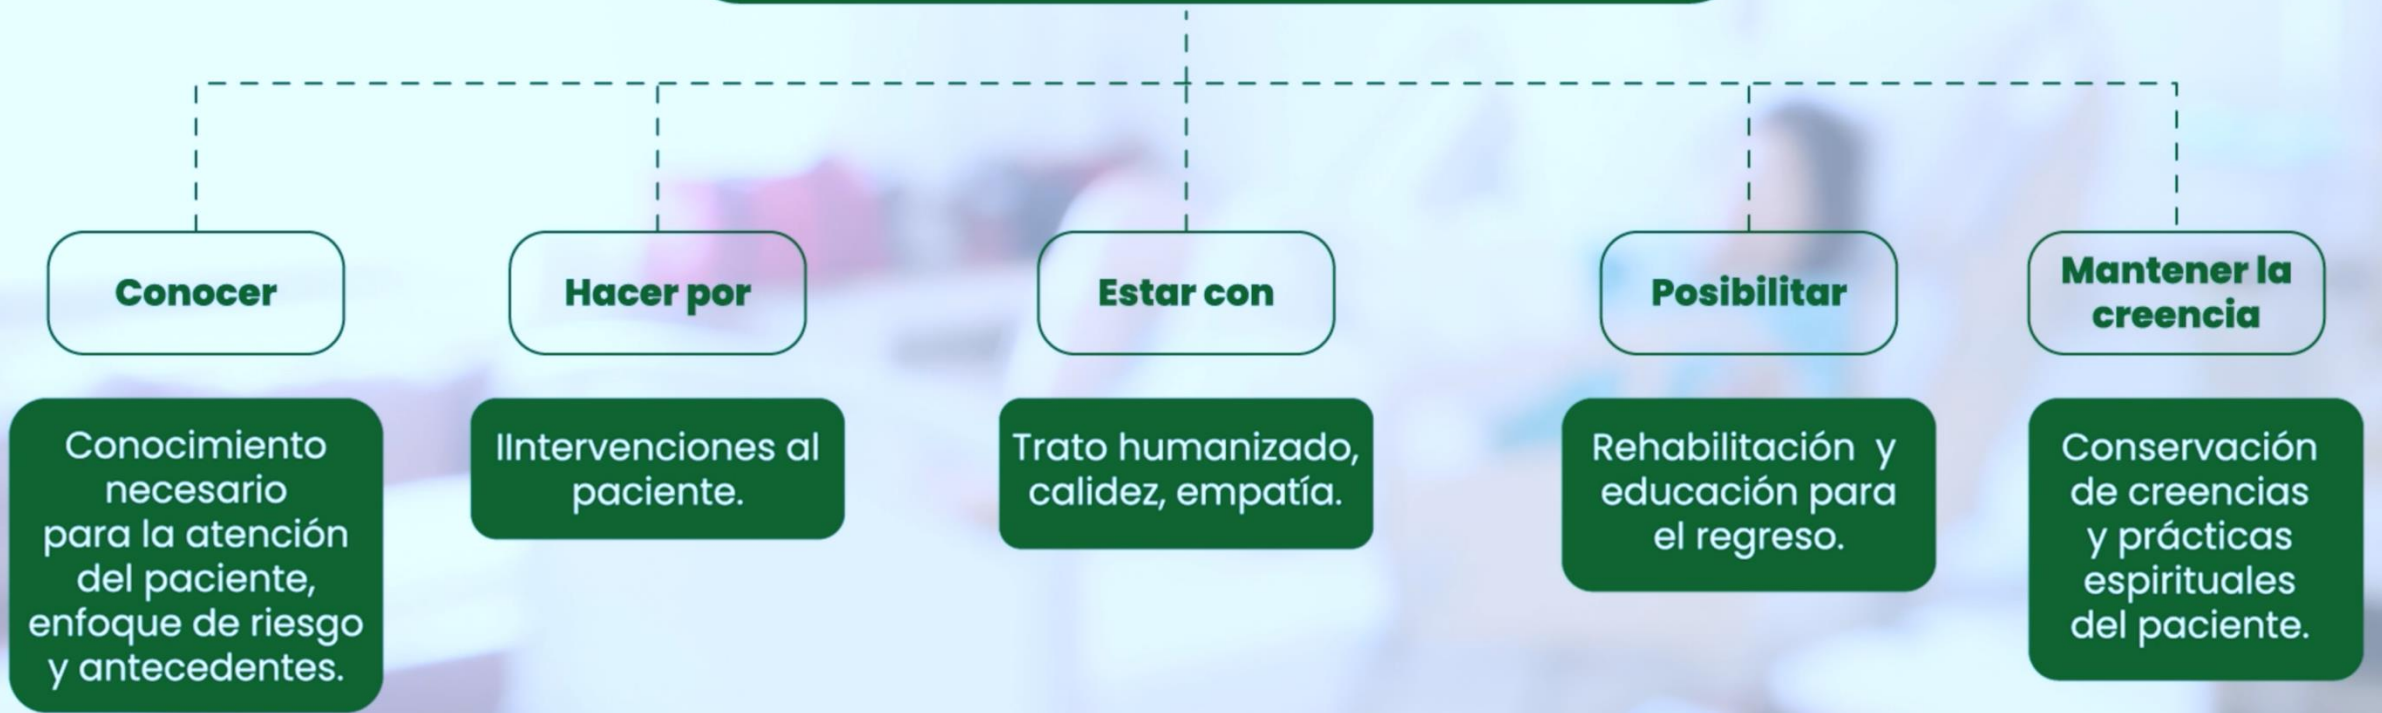 Conocer
Conocimiento
necesario
para la atención
del paciente,
enfoque de riesgo
y antecedentes.
Hacer por
IIntervenciones al
paciente.
Estar con
Trato humanizado,
calidez, empatía.
Posibilitar
Rehabilitación y
educación para
el regreso.
Mantener la
creencia
Conservación
de creencias
y prácticas
espirituales
del paciente.